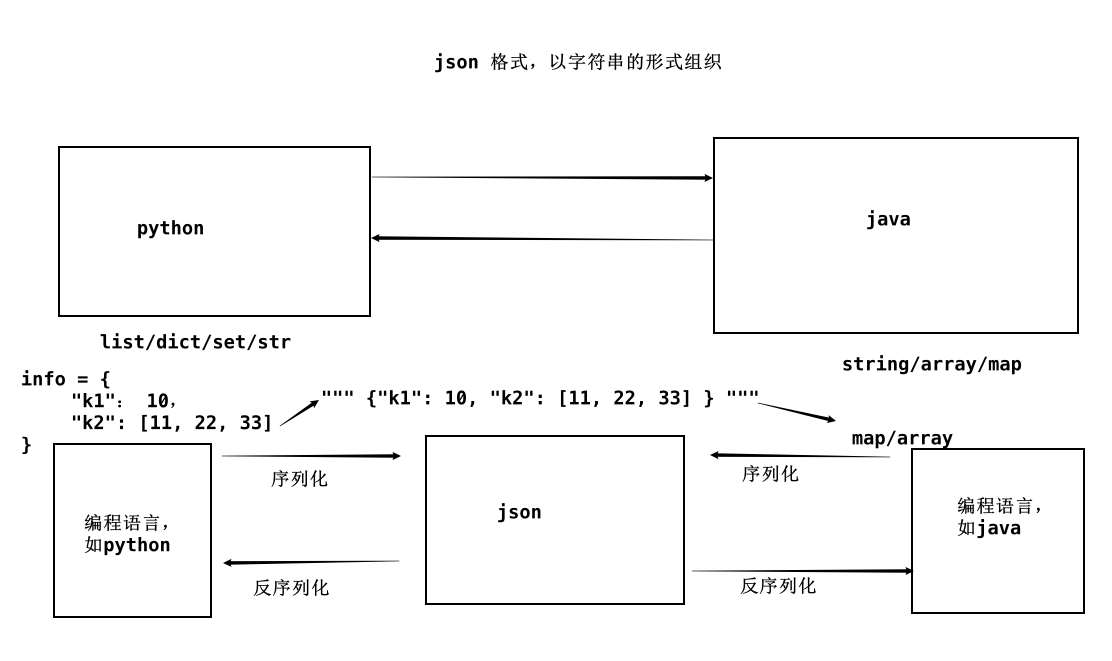 json 格式，以字符串的形式组织
python
java
list/dict/set/str
string/array/map
info = {
"k1"： 10，
"k2": [11, 22, 33]
}
""" {"k1": 10, "k2": [11, 22, 33] } """
map/array
序列化
序列化
编程语言，
如python
json
编程语言，
如java
反序列化
反序列化